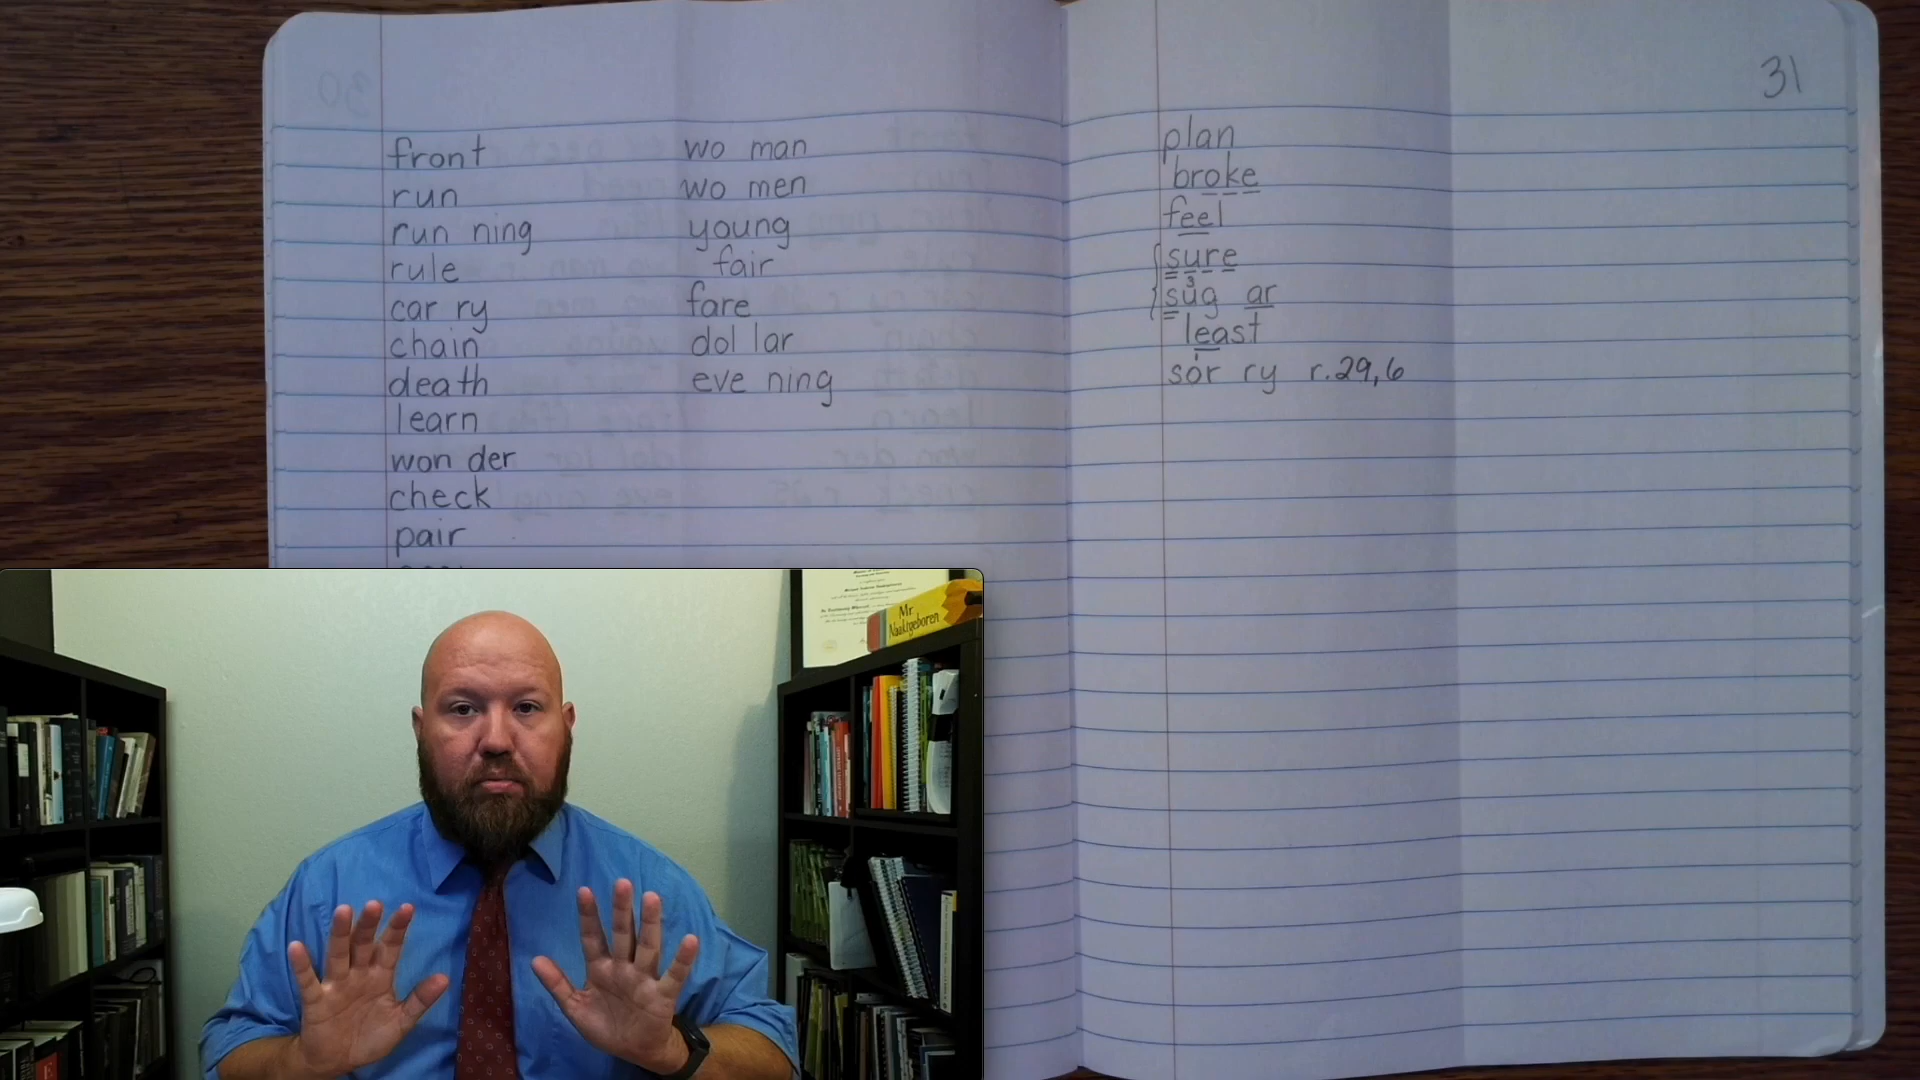 31
front
run
run ning
rule
car ry
chain
death
learn
won der
check
pair
wo man
wo men
young
fair
fare
dol lar
eve ning
plan
broke
feel
sure
sug ar
3
least
sor ry r.29,6
Mr
Naaktgeboren